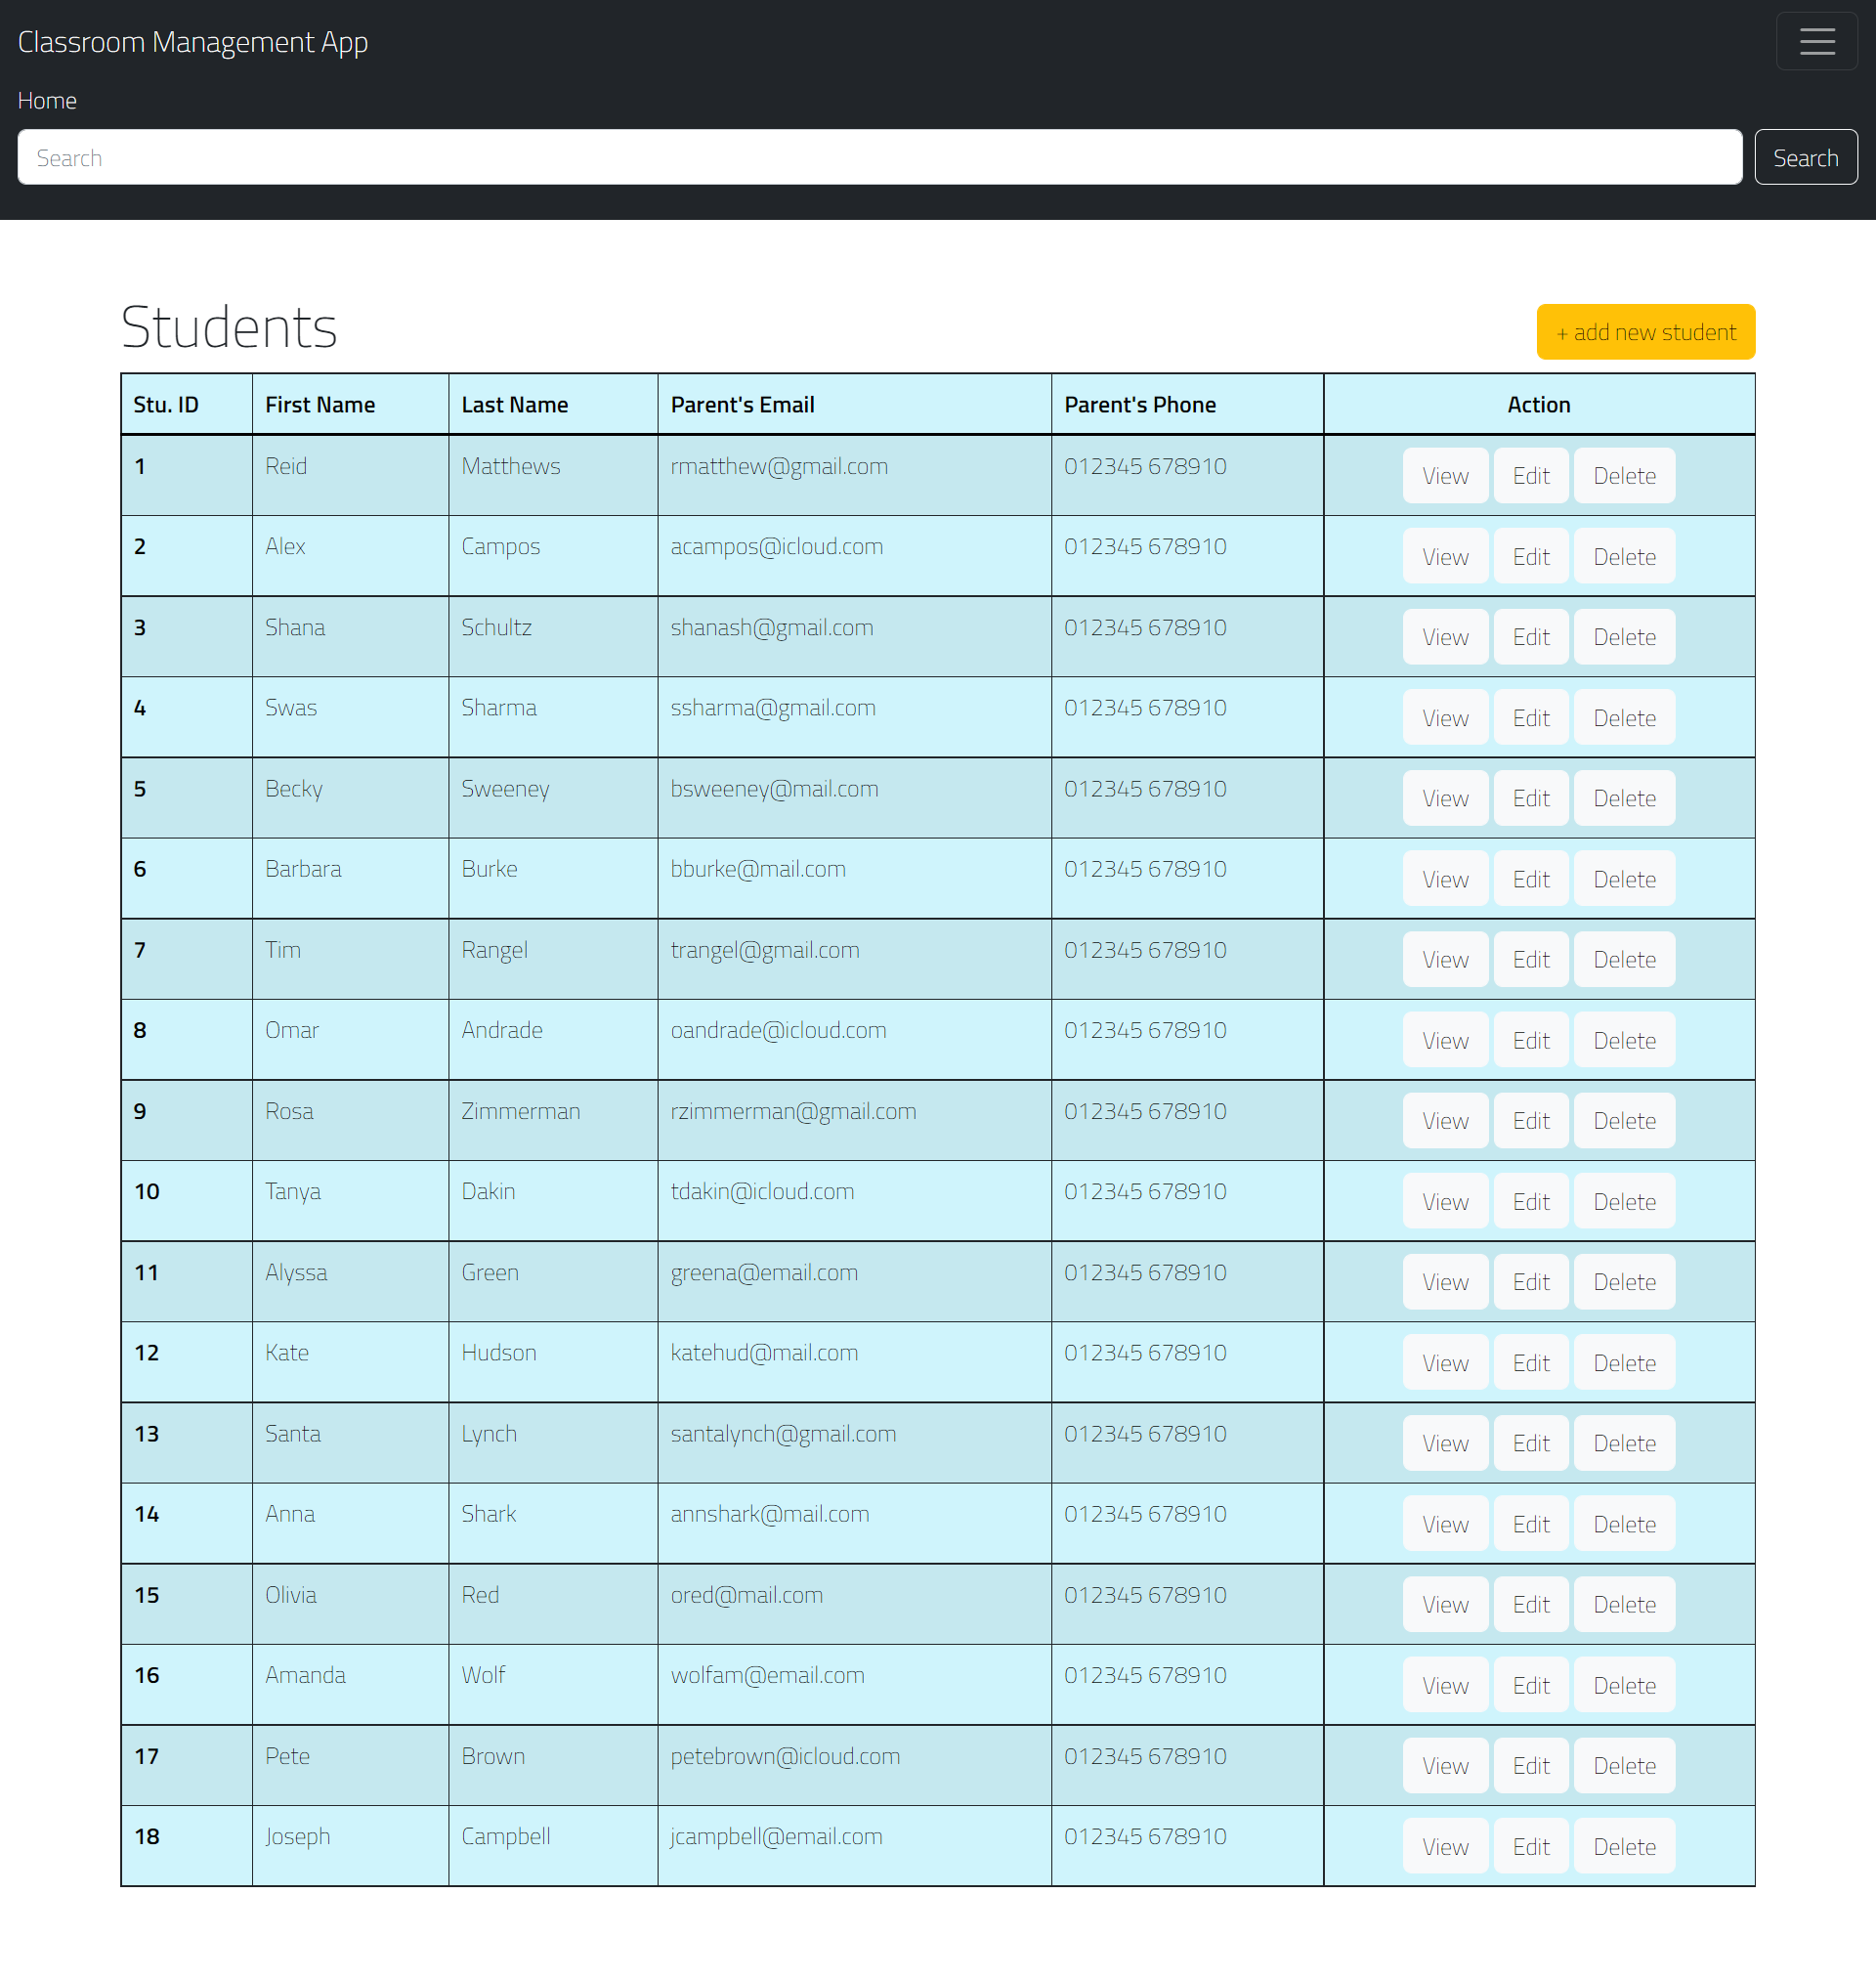 Classroom Management App
Home
Search Search
Students + add new student
Stu. ID First Name Last Name Parent's Email Parent's Phone Action
1 Reid Matthews rmatthew@gmail.com 012345 678910 View Edit Delete
2 Alex Campos acampos@icloud.com 012345 678910 View Edit Delete
3 Shana Schultz shanash@gmail.com 012345 678910 View Edit Delete
4 Swas Sharma ssharma@gmail.com 012345 678910 View Edit Delete
5 Becky Sweeney bsweeney@mail.com 012345 678910 View Edit Delete
6 Barbara Burke bburke@mail.com 012345 678910 View Edit Delete
7 Tim Rangel trangel@gmail.com 012345 678910 View Edit Delete
8 Omar Andrade oandrade@icloud.com 012345 678910 View Edit Delete
9 Rosa Zimmerman rzimmerman@gmail.com 012345 678910 View Edit Delete
10 Tanya Dakin tdakin@icloud.com 012345 678910 View Edit Delete
11 Alyssa Green greena@email.com 012345 678910 View Edit Delete
12 Kate Hudson katehud@mail.com 012345 678910 View Edit Delete
13 Santa Lynch santalynch@gmail.com 012345 678910 View Edit Delete
14 Anna Shark annshark@mail.com 012345 678910 View Edit Delete
15 Olivia Red ored@mail.com 012345 678910 View Edit Delete
16 Amanda Wolf wolfam@email.com 012345 678910 View Edit Delete
17 Pete Brown petebrown@icloud.com 012345 678910 View Edit Delete
18 Joseph Campbell jcampbell@email.com 012345 678910 View Edit Delete